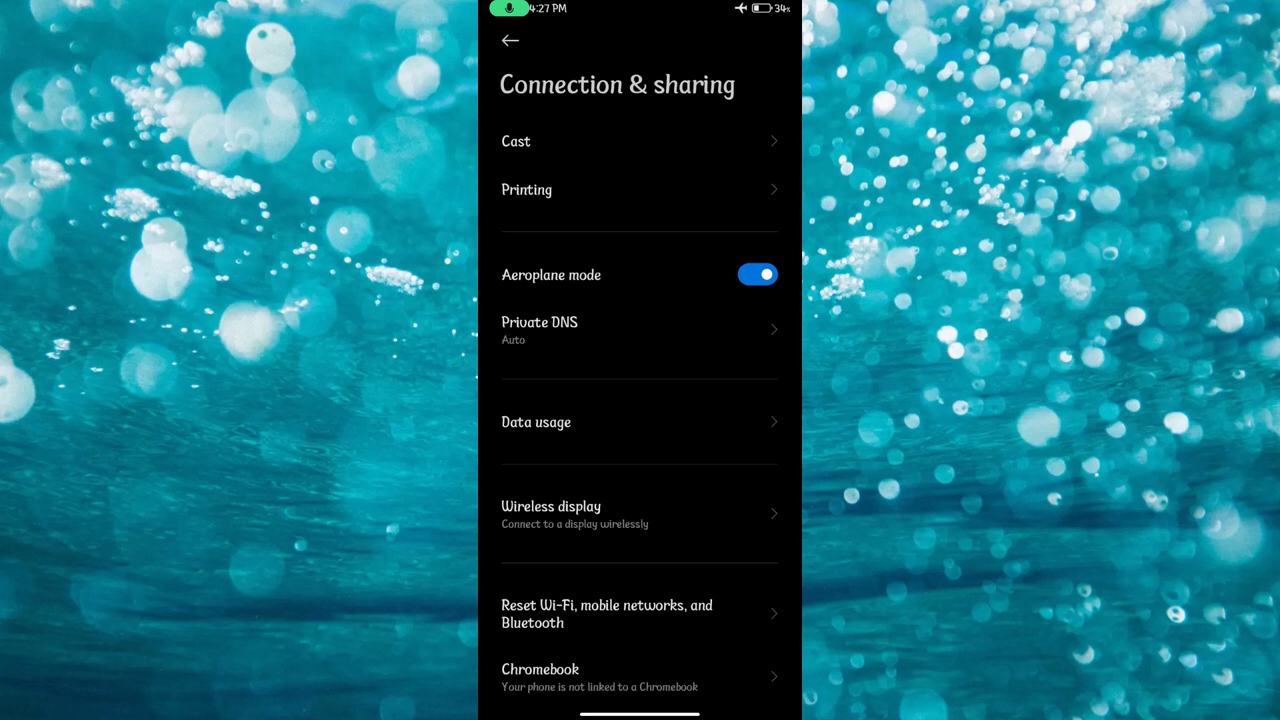 4:27 PM 34%
Connection & sharing
Cast
Printing
Aeroplane mode
Private DNS
Auto
Data usage
Wireless display
Connect to a display wirelessly
Reset Wi-Fi, mobile networks, and
Bluetooth
Chromebook
Your phone is not linked to a Chromebook